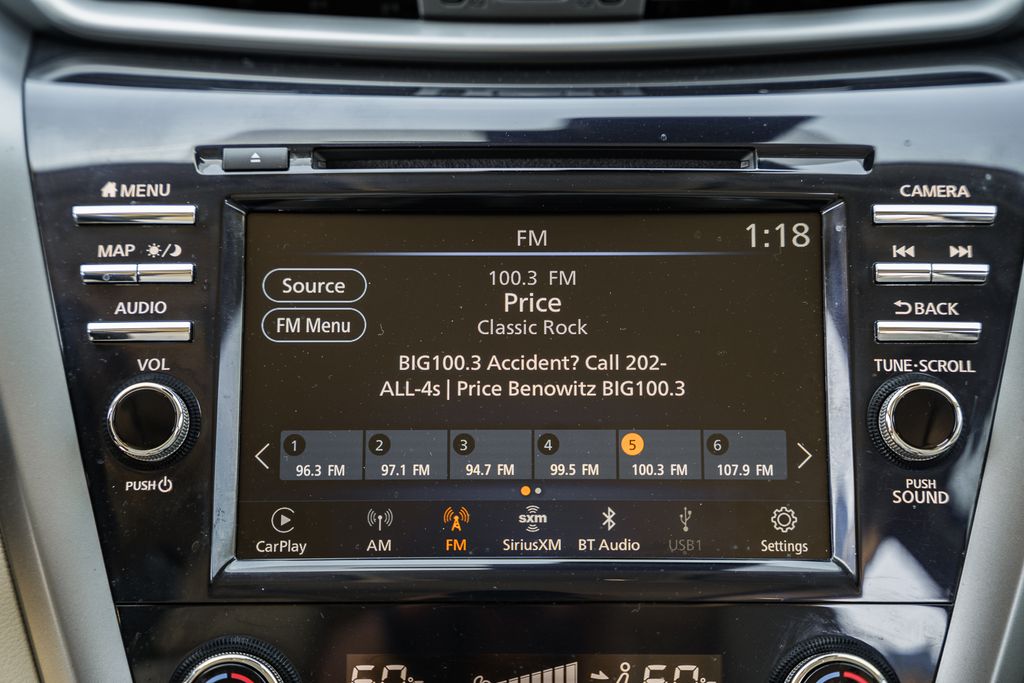 MENU
CAMERA
FM
1:18
MAP
100.3 FM
Source
Price
AUDIO
BACK
FM Menu
Classic Rock
VOL
TUNE·SCROLL
BIG100.3 Accident? Call 202-
ALL-4s | Price Benowitz BIG100.3
1 2 3 4 5 6
96.3 FM 97.1 FM 94.7 FM 99.5 FM 100.3 FM 107.9 FM
PUSH
PUSH
SOUND
sxm
CarPlay AM FM SiriusXM BT Audio USB1 Settings